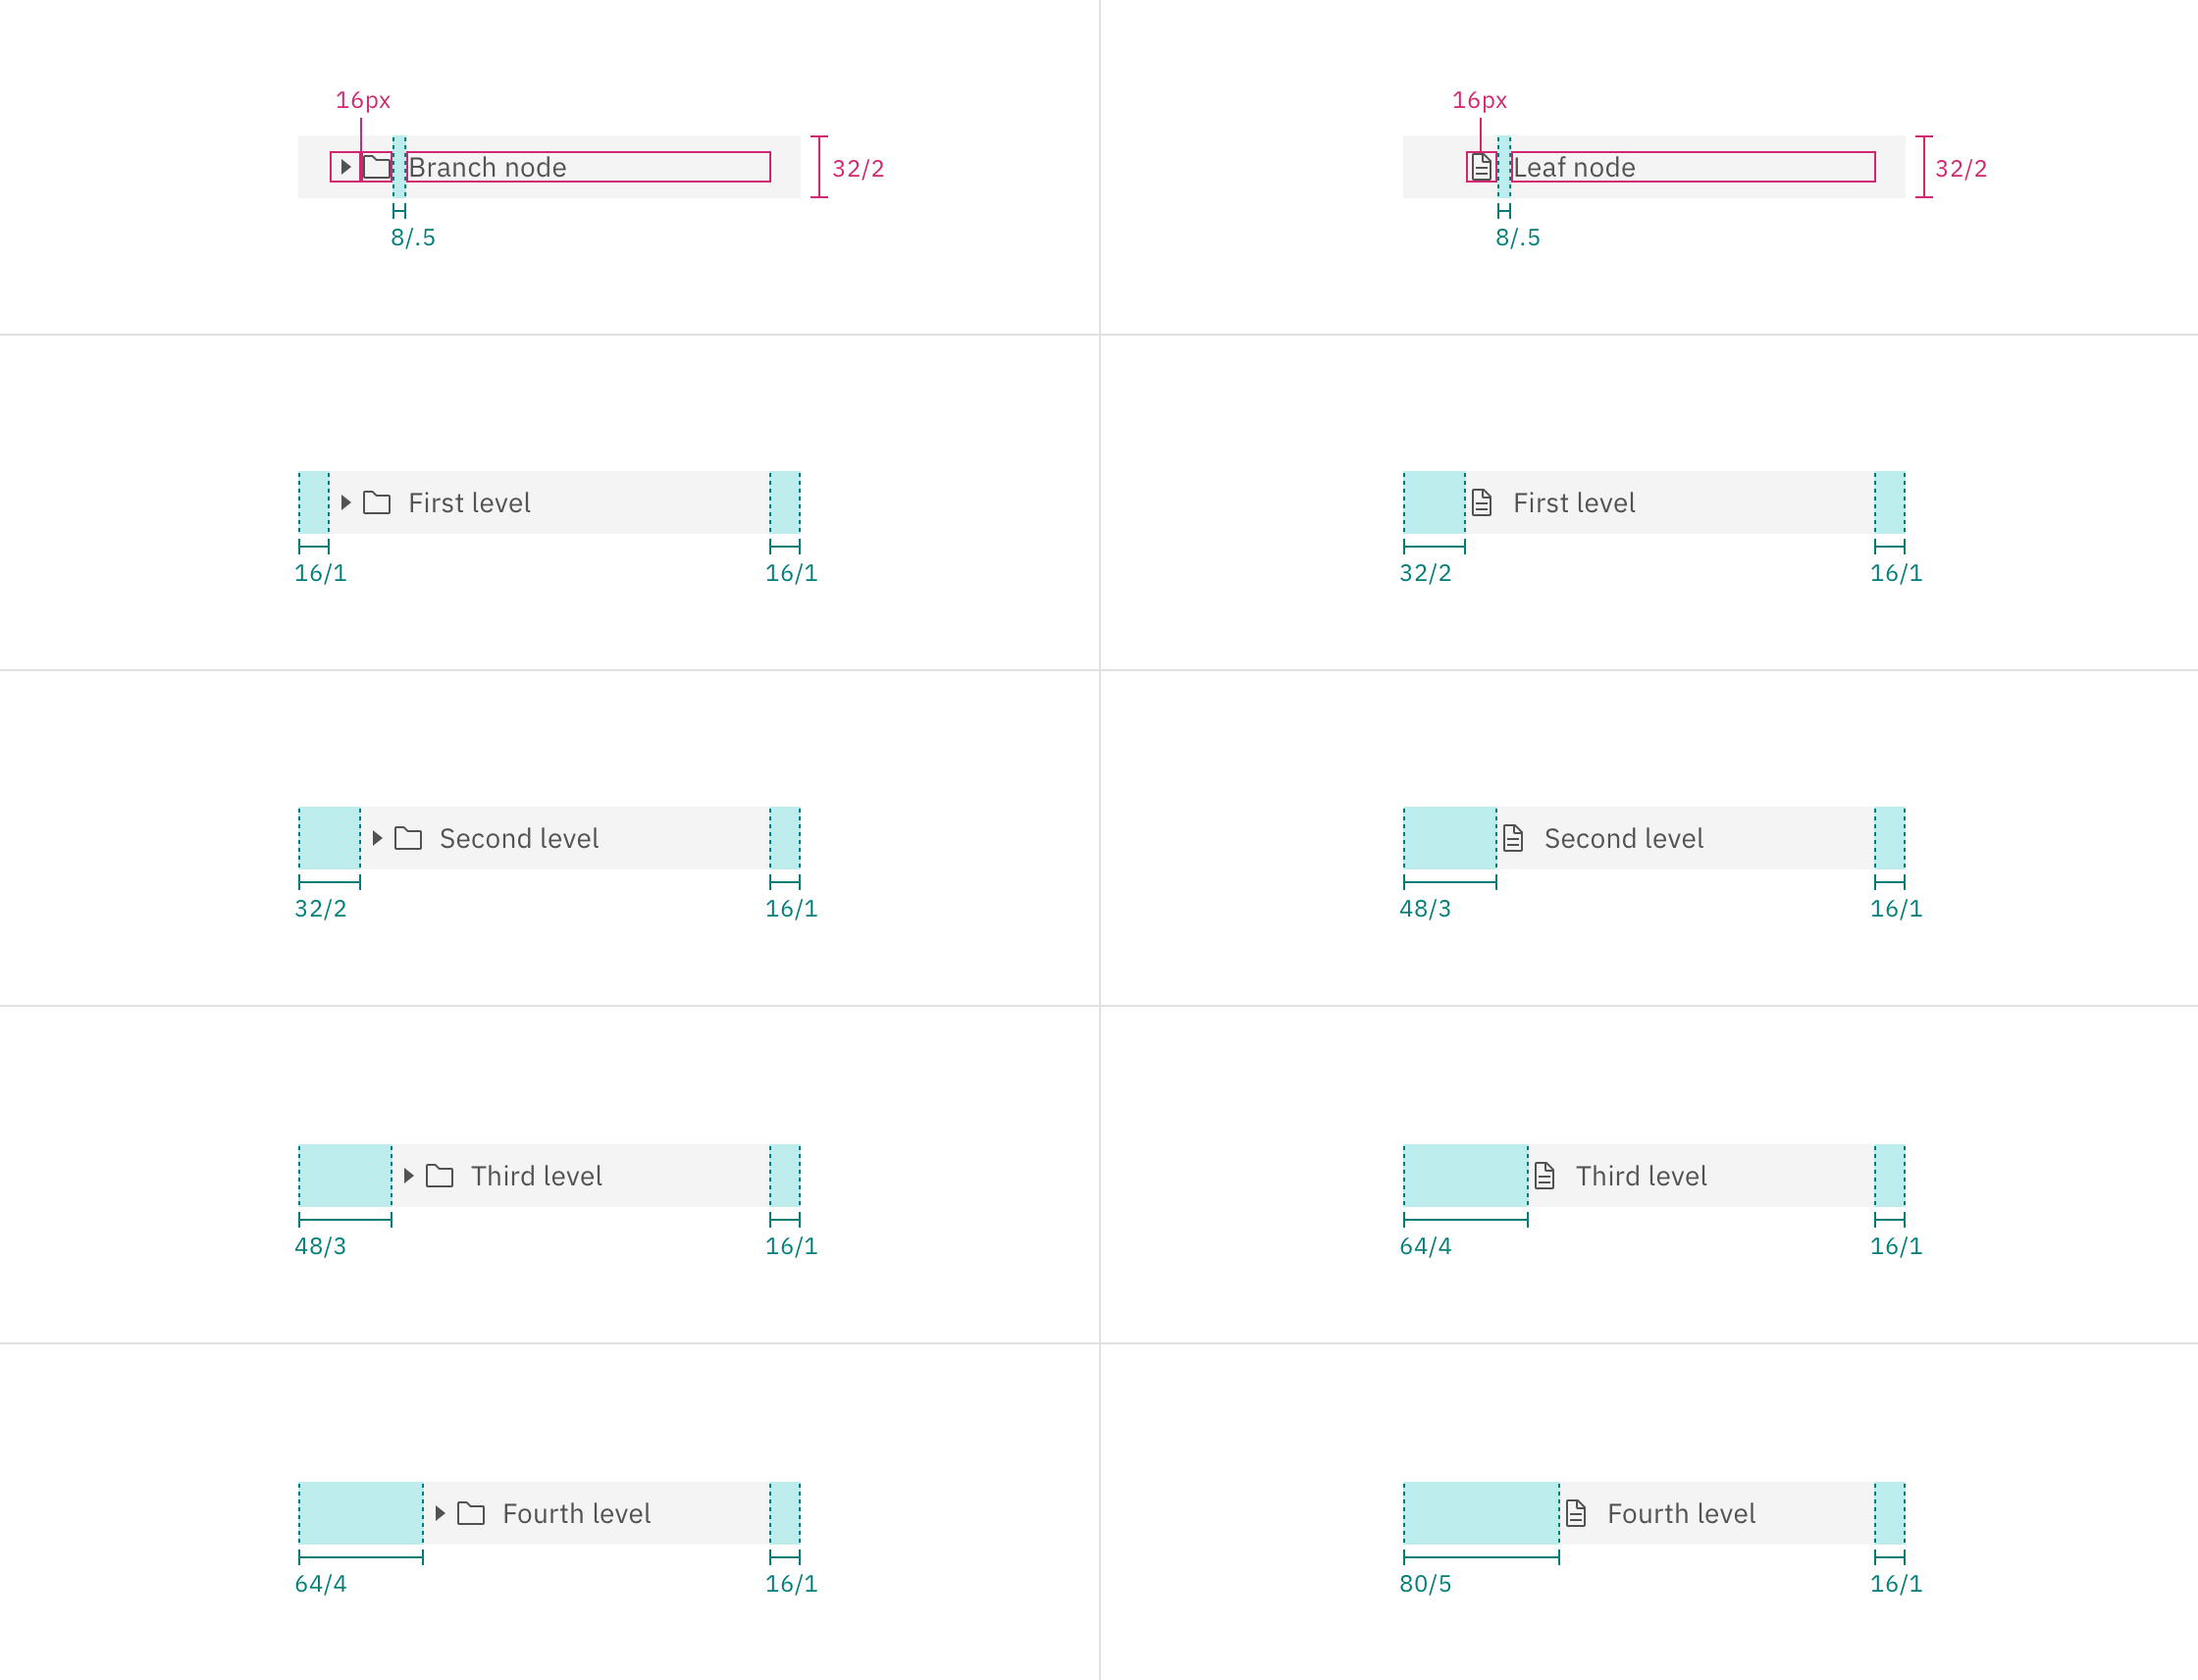 16px
Branch node
32/2
8/.5
16px
Leaf node
32/2
8/.5
First level
16/1
16/1
First level
32/2
16/1
Second level
32/2
16/1
Second level
48/3
16/1
Third level
48/3
16/1
Third level
64/4
16/1
Fourth level
64/4
16/1
Fourth level
80/5
16/1